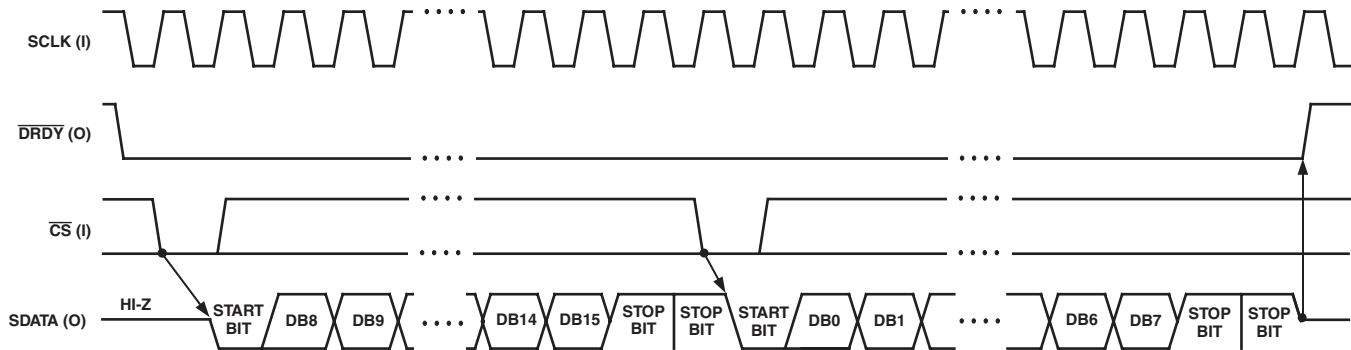 SCLK (I)
DRDY (O)
CS (I)
HI-Z
SDATA (O)
START BIT
DB8
DB9
DB14
DB15
STOP BIT
STOP BIT
START BIT
DB0
DB1
DB6
DB7
STOP BIT
STOP BIT